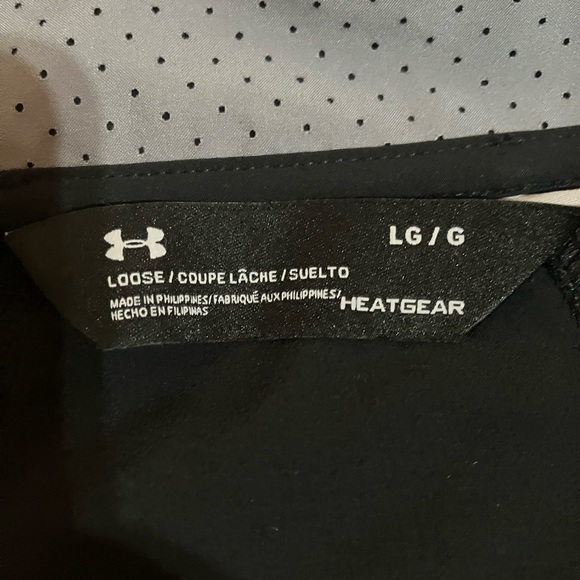 LG / G
LOOSE / COUPE LÂCHE / SUELTO
MADE IN PHILIPPINES/FABRIQUÉ AUX PHILIPPINES/
HECHO EN FILIPINAS
HEATGEAR